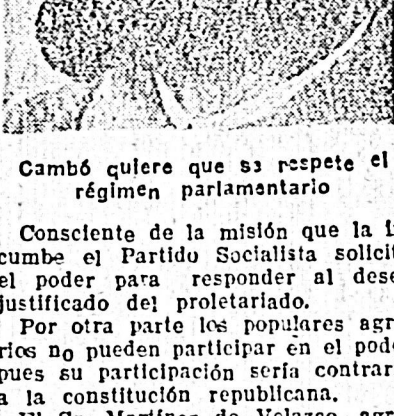 Cambó quiere que s3 respete el
régimen parlamentario
Consciente de la misión que la
cumbe el Partido Socialista solicit
el poder para responder al dese
justificado del proletariado.
Por otra parte los populares agr
rios no pueden participar en el pode
pues su participación sería contrar
a la constitución republicana.